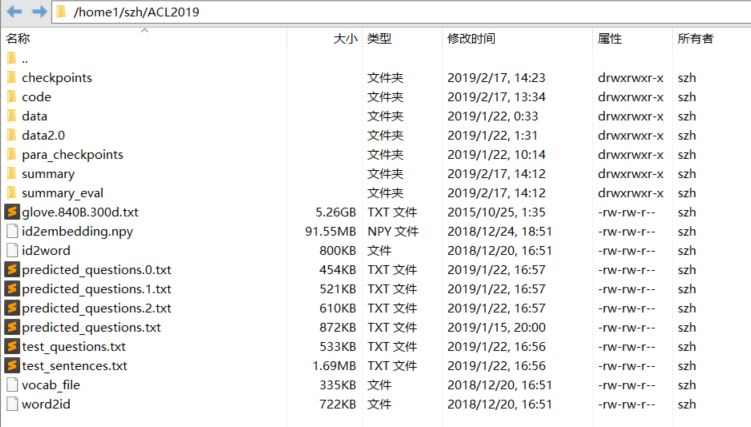 /home1/szh/ACL2019
名称 大小 类型 修改时间 属性 所有者
..
checkpoints 文件夹 2019/2/17, 14:23 drwxrwxr-x szh
code 文件夹 2019/2/17, 13:34 drwxrwxr-x szh
data 文件夹 2019/1/22, 0:33 drwxrwxr-x szh
data2.0 文件夹 2019/1/22, 1:31 drwxrwxr-x szh
para_checkpoints 文件夹 2019/1/22, 10:14 drwxrwxr-x szh
summary 文件夹 2019/2/17, 14:12 drwxrwxr-x szh
summary_eval 文件夹 2019/2/17, 14:12 drwxrwxr-x szh
glove.840B.300d.txt 5.26GB TXT 文件 2015/10/25, 1:35 -rw-rw-r-- szh
id2embedding.npy 91.55MB NPY 文件 2018/12/24, 18:51 -rw-rw-r-- szh
id2word 800KB 文件 2018/12/20, 16:51 -rw-rw-r-- szh
predicted_questions.0.txt 454KB TXT 文件 2019/1/22, 16:57 -rw-rw-r-- szh
predicted_questions.1.txt 521KB TXT 文件 2019/1/22, 16:57 -rw-rw-r-- szh
predicted_questions.2.txt 610KB TXT 文件 2019/1/22, 16:57 -rw-rw-r-- szh
predicted_questions.txt 872KB TXT 文件 2019/1/15, 20:00 -rw-rw-r-- szh
test_questions.txt 533KB TXT 文件 2019/1/22, 16:56 -rw-rw-r-- szh
test_sentences.txt 1.69MB TXT 文件 2019/1/22, 16:56 -rw-rw-r-- szh
vocab_file 335KB 文件 2018/12/20, 16:51 -rw-rw-r-- szh
word2id 722KB 文件 2018/12/20, 16:51 -rw-rw-r-- szh